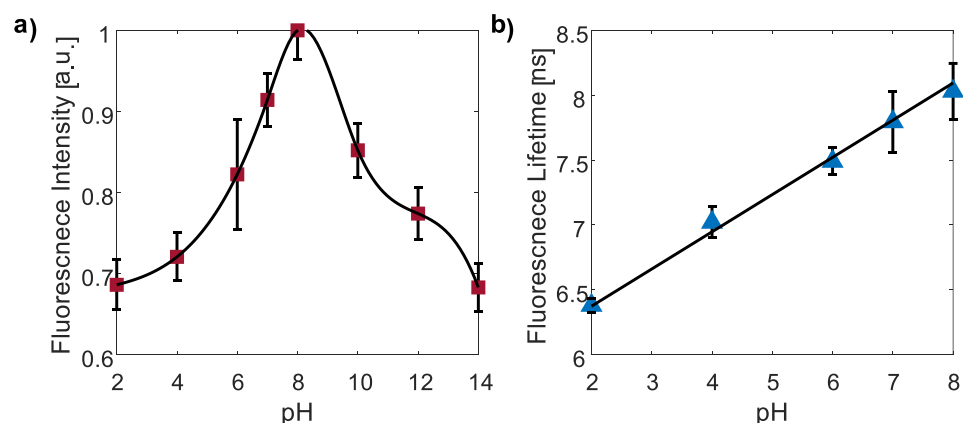 a)
Fluorescnece Intensity [a.u.]
1
0.9
0.8
0.7
0.6
2 4 6 8 10 12 14
pH
b)
Fluorescnece Lifetime [ns]
8.5
8
7.5
7
6.5
6
2 3 4 5 6 7 8
pH